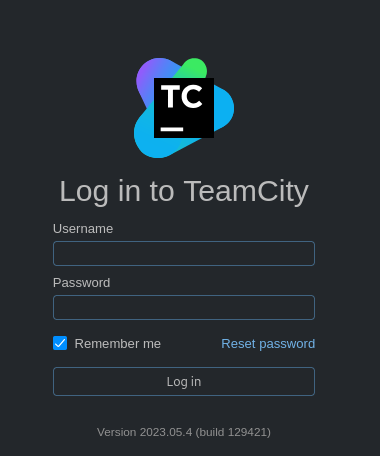 TC
Log in to TeamCity
Username
Password
Remember me Reset password
Log in
Version 2023.05.4 (build 129421)